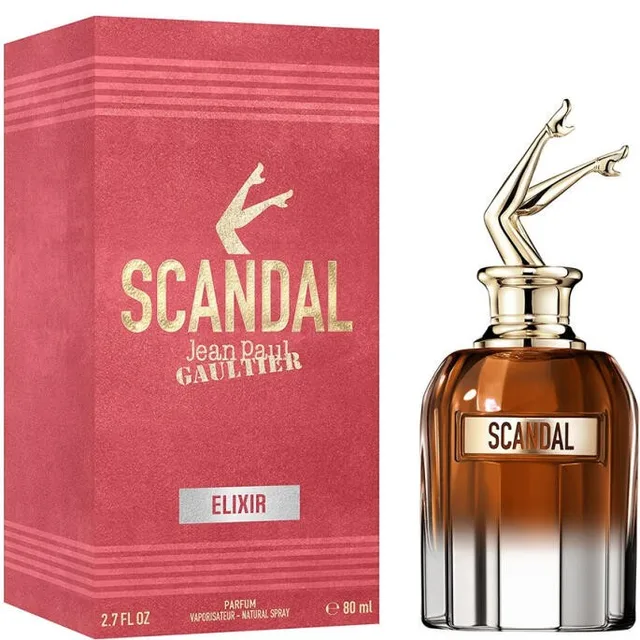 SCANDAL
Jean Paul
GAULTIER
ELIXIR
PARFUM
VAPORISATEUR - NATURAL SPRAY
2.7 FL OZ
℮ 80 ml
SCANDAL